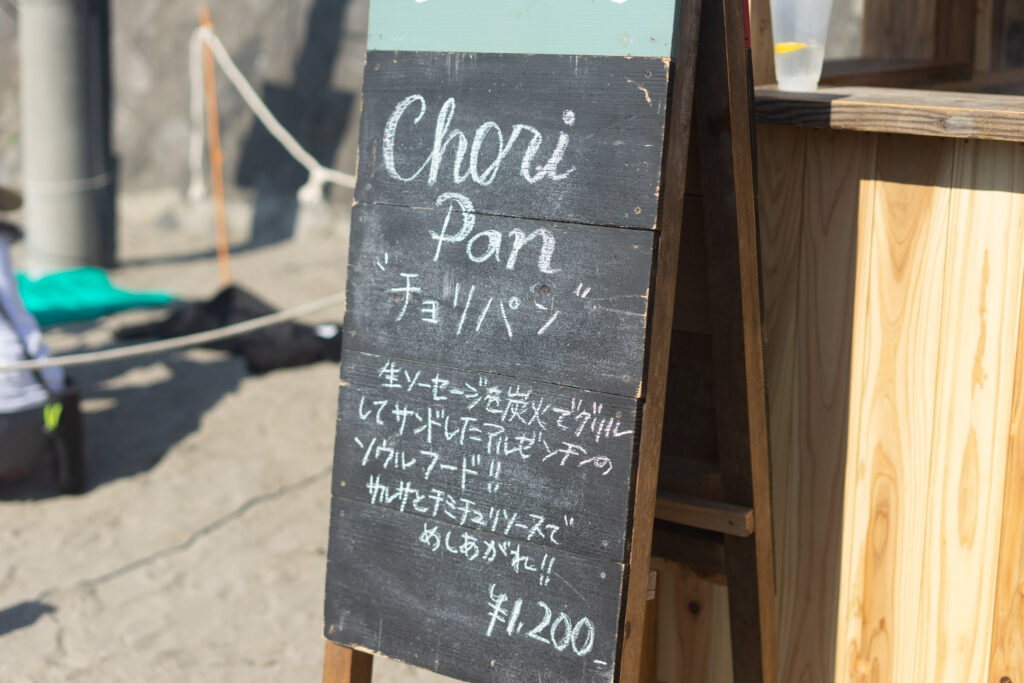 Chori
Pan
"チョリパン"
生ソーセージを炭火でグリル
してサンドしたアルゼンチンの
ソウルフード!!
サルサとチミチュリソースで
めしあがれ!!
¥1,200-